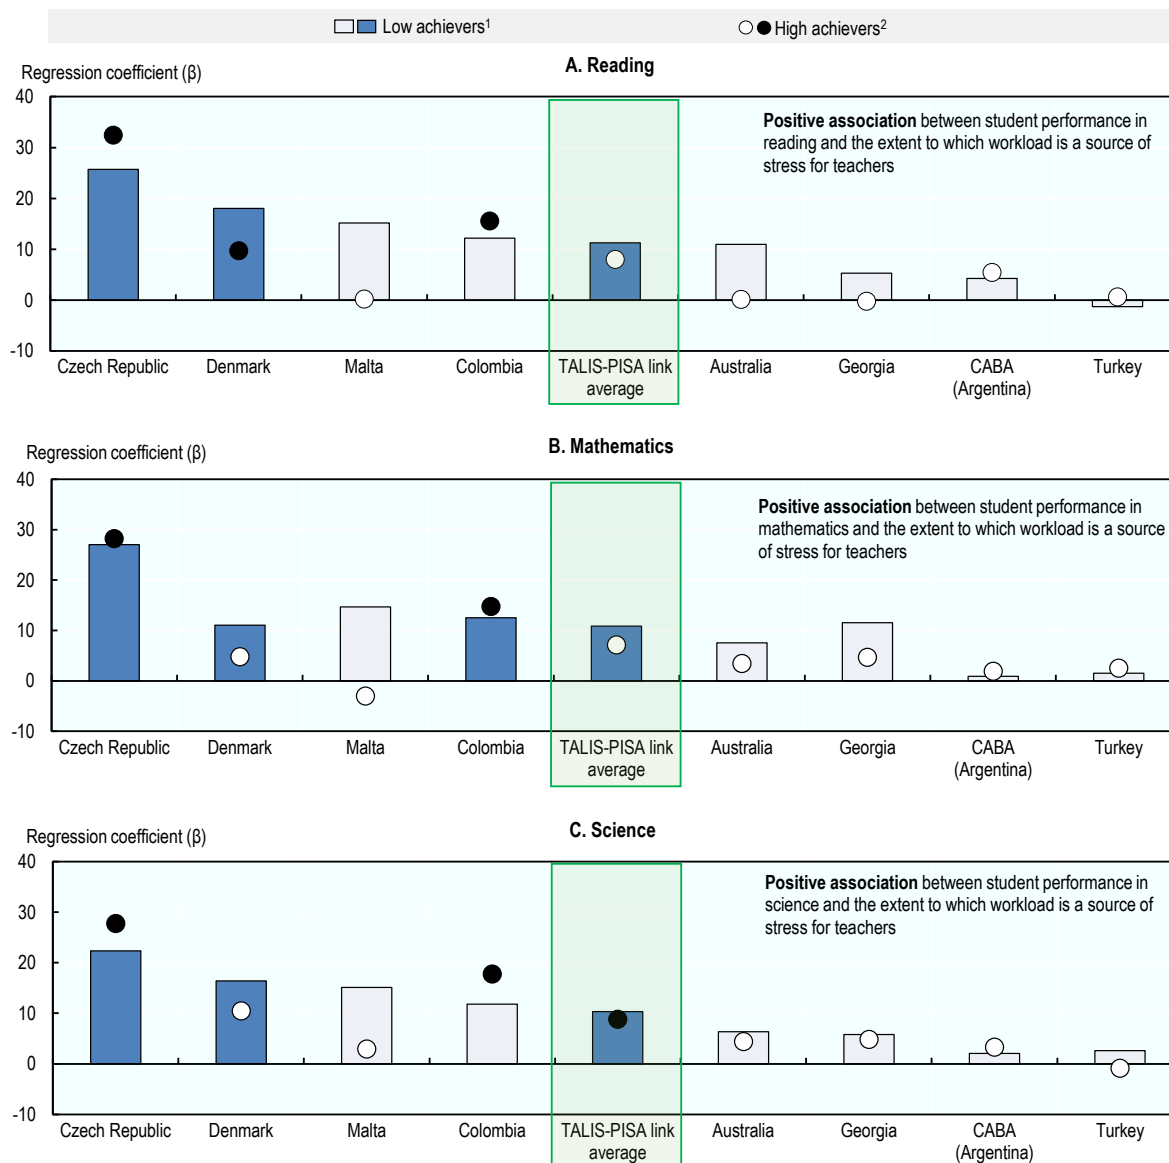 Low achievers¹ High achievers²
A. Reading
Regression coefficient (β)
40
Positive association between student performance in
reading and the extent to which workload is a source of
stress for teachers
30
20
10
0
-10
Czech Republic Denmark Malta Colombia TALIS-PISA link Australia Georgia CABA Turkey
average (Argentina)
B. Mathematics
Regression coefficient (β)
40
Positive association between student performance in
mathematics and the extent to which workload is a source
of stress for teachers
30
20
10
0
-10
Czech Republic Denmark Malta Colombia TALIS-PISA link Australia Georgia CABA Turkey
average (Argentina)
C. Science
Regression coefficient (β)
40
Positive association between student performance in
science and the extent to which workload is a source of
stress for teachers
30
20
10
0
-10
Czech Republic Denmark Malta Colombia TALIS-PISA link Australia Georgia CABA Turkey
average (Argentina)